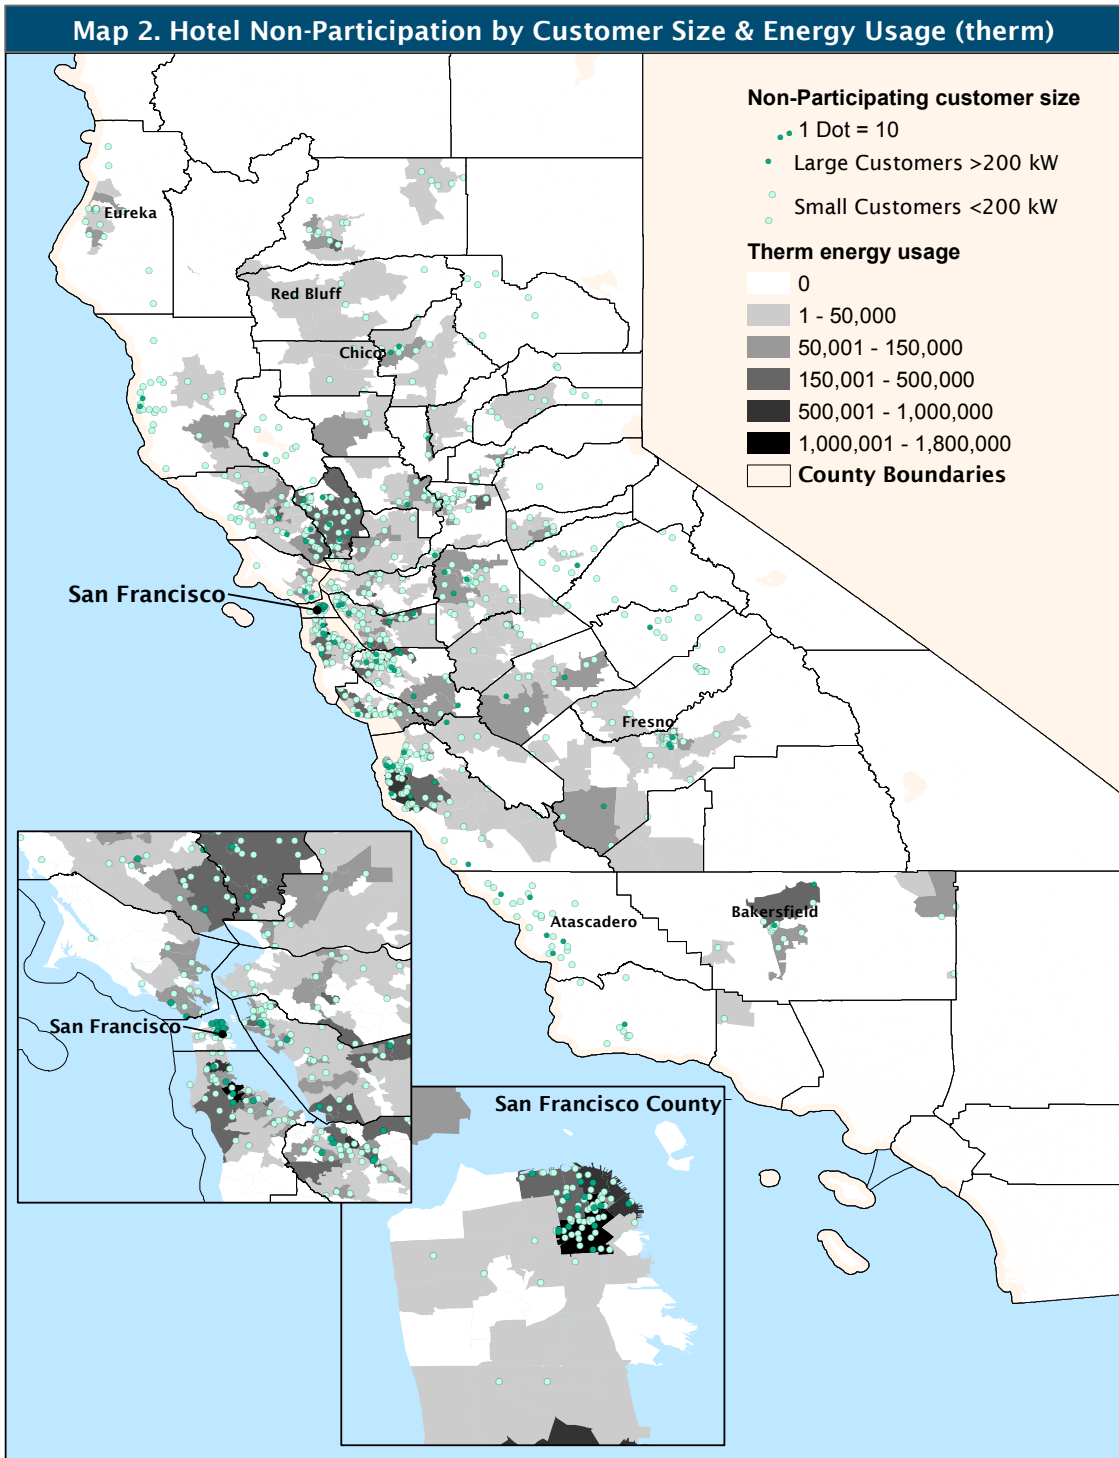 Map 2. Hotel Non-Participation by Customer Size & Energy Usage (therm)
Non-Participating customer size
1 Dot = 10
Large Customers >200 kW
Small Customers <200 kW
Therm energy usage
0
1 - 50,000
50,001 - 150,000
150,001 - 500,000
500,001 - 1,000,000
1,000,001 - 1,800,000
County Boundaries
Eureka
Red Bluff
Chico
San Francisco
Fresno
Atascadero
Bakersfield
San Francisco
San Francisco County